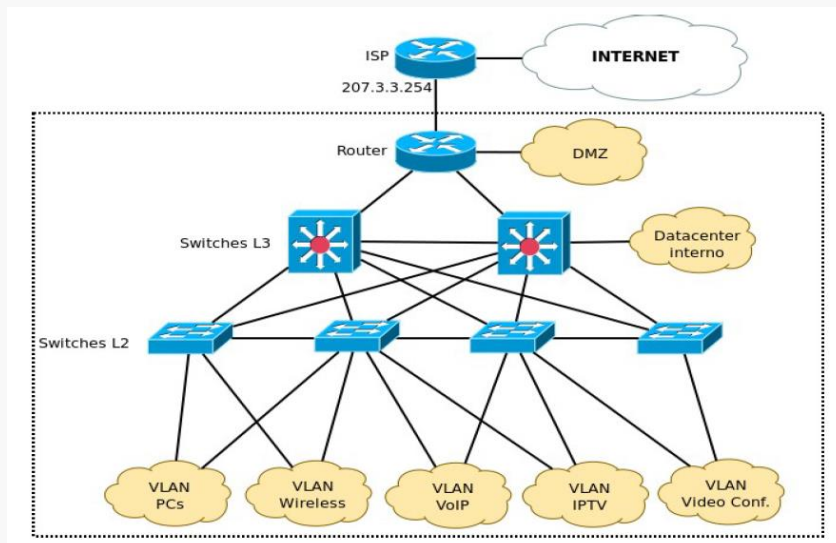 ISP
INTERNET
207.3.3.254
Router
DMZ
Switches L3
Datacenter
interno
Switches L2
VLAN
PCs
VLAN
Wireless
VLAN
VoIP
VLAN
IPTV
VLAN
Video Conf.